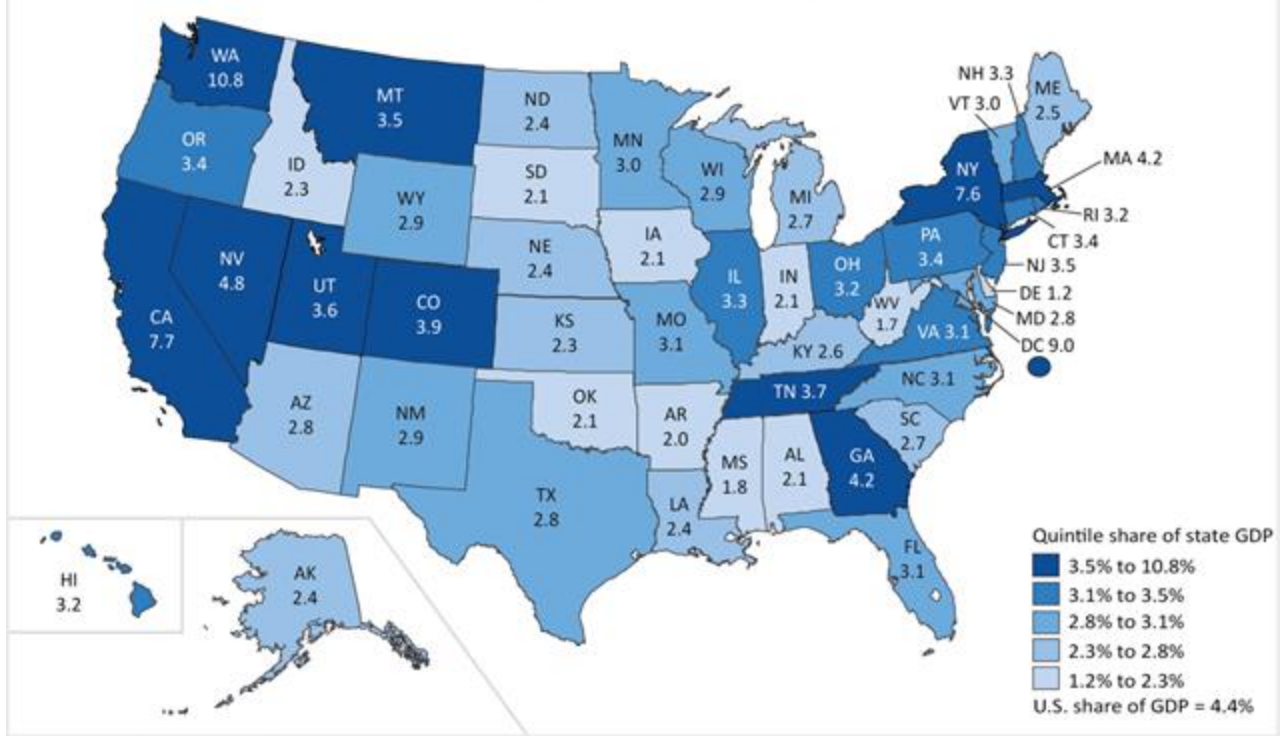 WA
10.8
MT
3.5
ND
2.4
MN
3.0
OR
3.4
ID
2.3
WY
2.9
SD
2.1
WI
2.9
MI
2.7
NY
7.6
NH 3.3
VT 3.0
ME
2.5
MA 4.2
RI 3.2
CT 3.4
NJ 3.5
DE 1.2
MD 2.8
DC 9.0
CA
7.7
NV
4.8
UT
3.6
CO
3.9
NE
2.4
IA
2.1
IL
3.3
IN
2.1
OH
3.2
PA
3.4
WV
1.7
VA 3.1
KS
2.3
MO
3.1
KY 2.6
TN 3.7
NC 3.1
SC
2.7
AZ
2.8
NM
2.9
OK
2.1
AR
2.0
MS
1.8
AL
2.1
GA
4.2
TX
2.8
LA
2.4
FL
3.1
HI
3.2
AK
2.4
Quintile share of state GDP
3.5% to 10.8%
3.1% to 3.5%
2.8% to 3.1%
2.3% to 2.8%
1.2% to 2.3%
U.S. share of GDP = 4.4%